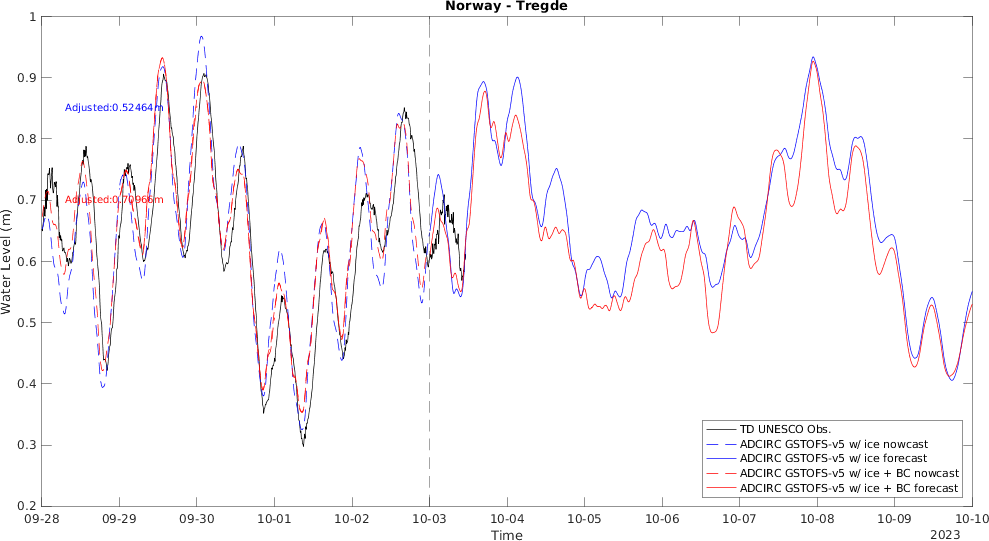 Norway - Tregde
Water Level (m)
1
0.9
0.8
0.7
0.6
0.5
0.4
0.3
0.2
Adjusted:0.52464m
Adjusted:0.70966m
TD UNESCO Obs.
ADCIRC GSTOFS-v5 w/ ice nowcast
ADCIRC GSTOFS-v5 w/ ice forecast
ADCIRC GSTOFS-v5 w/ ice + BC nowcast
ADCIRC GSTOFS-v5 w/ ice + BC forecast
09-28 09-29 09-30 10-01 10-02 10-03 10-04 10-05 10-06 10-07 10-08 10-09 10-10
Time
2023